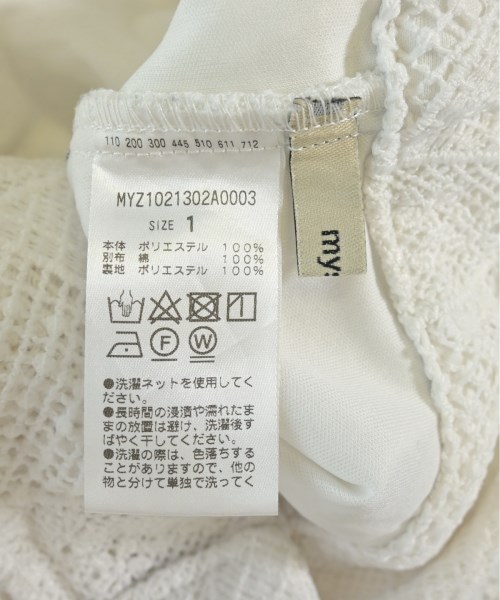 110 200 300 445 510 611 712
MYZ1021302A0003
SIZE 1
本体 ポリエステル 100%
別布 綿 100%
裏地 ポリエステル 100%
F W
●洗濯ネットを使用してく
ださい。
●長時間の浸漬や濡れたま
まの放置は避け、洗濯後す
ばやく干してください。
●洗濯の際は、色落ちする
ことがありますので、他の
物と分けて単独で洗ってく
mys